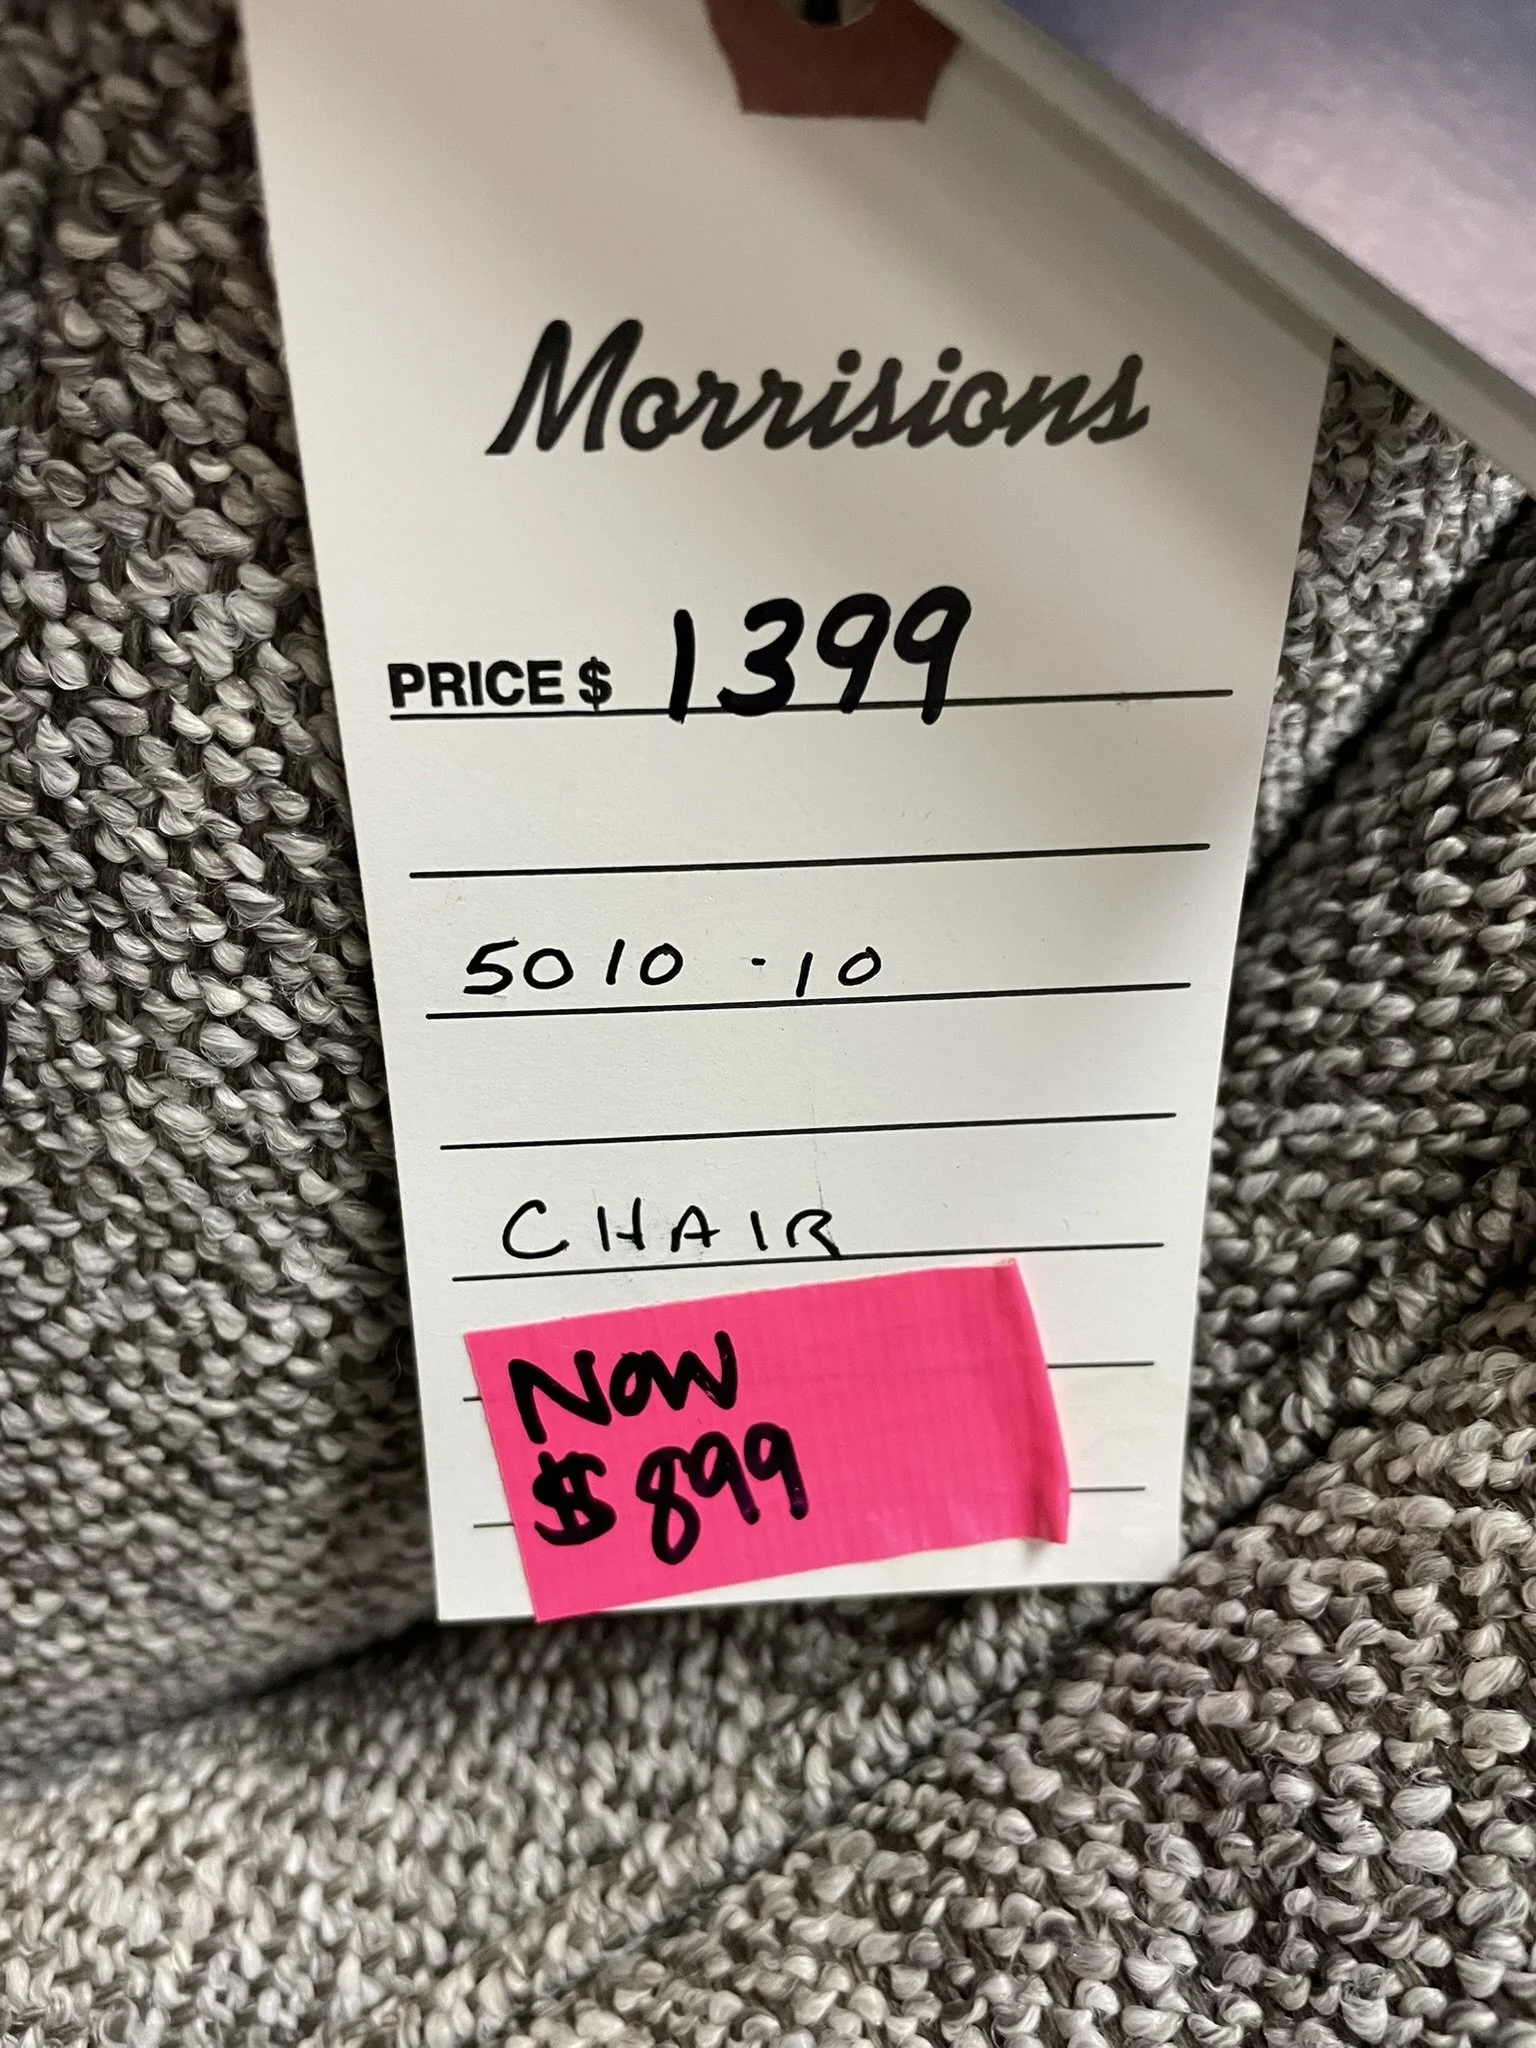 Morrisions
PRICE $ 1399
5010 - 10
CHAIR
NOW
$899